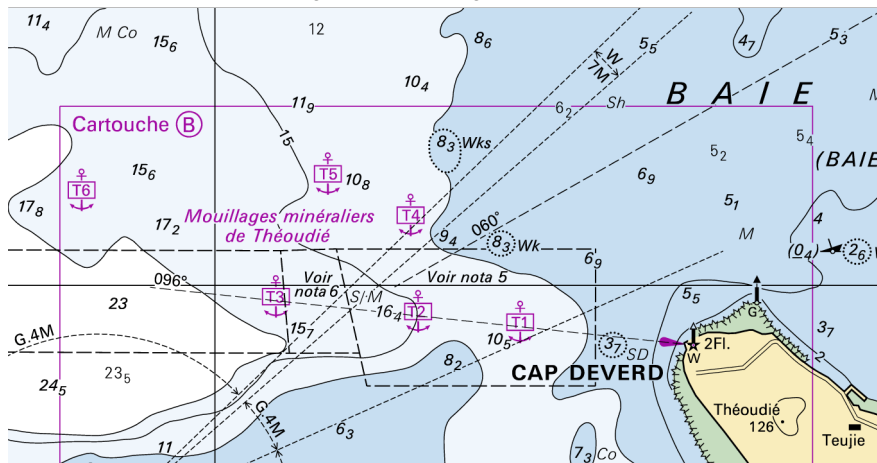 11₄
M Co
15₆
12
8₆
W
7M
5₅
4₇
5₃
10₄
11₉
6₂
Sh
B A I E
M
Cartouche B
15
8₃ Wks
5₂
5₄
(BAIE
T6
15₆
T5
10₈
6₉
17₈
17₂
Mouillages minéraliers
de Théoudié
T4
060°
9₄
8₃ Wk
5₁
4
M
(0₄)
2₆
6₉
096°
Voir
nota 6
S/M
Voir nota 5
23
T3
16₄
T2
T1
5₅
G
15₇
10₅
3₇
SD
2Fl.
W
3₇
2
G.4M
23₅
24₅
8₂
CAP DEVERD
G.4M
6₃
Théoudié
126
Teujie
11
7₃
Co